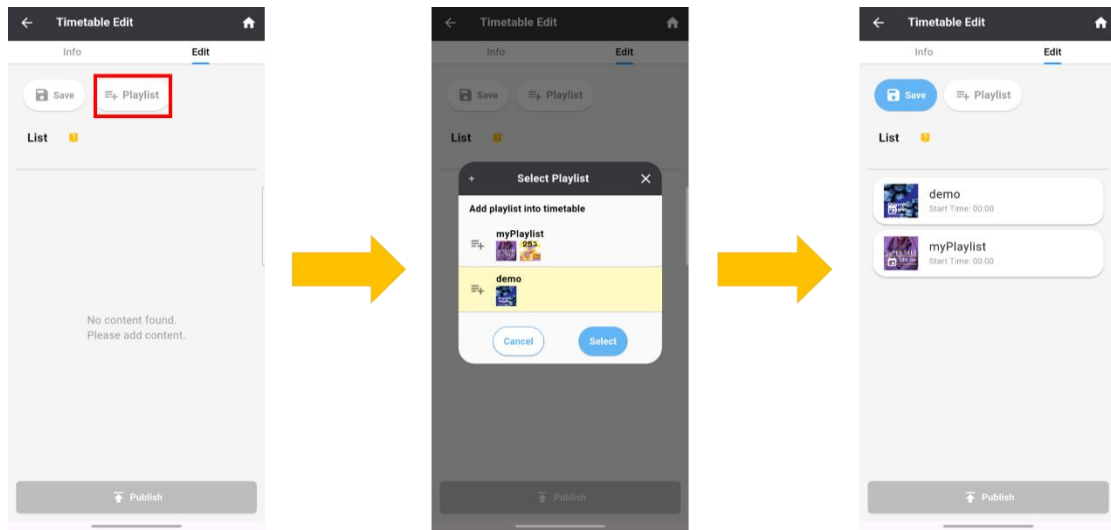 Timetable Edit
Info Edit
Save Playlist
List
No content found.
Please add content.
Publish
Timetable Edit
Info Edit
Save Playlist
List
Select Playlist
Add playlist into timetable
myPlaylist
253
demo
Cancel Select
Publish
Timetable Edit
Info Edit
Save Playlist
List
demo
Start Time: 00:00
myPlaylist
Start Time: 00:00
Publish